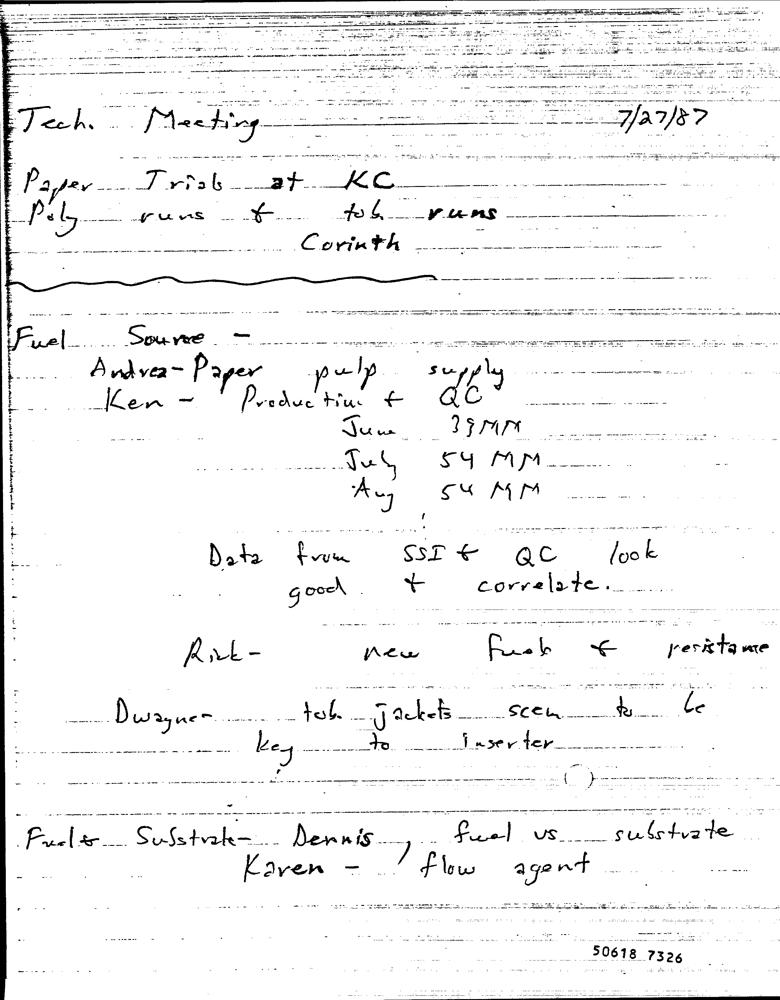 Tech. Meeting 7/27/87
Paper Trials at KC
Poly runs & tob. runs
Corinth
Fuel Source -
Andrea - Paper pulp supply
Ken - Production & QC
June 39 MM
July 54 MM
Aug 54 MM
Data from SSI & QC look
good & correlate.
Rick - new fuels & resistance
Dwayne - tob. jackets seem to be
key to inserter
Fuel & Substrate - Dennis, fuel vs substrate
Karen - flow agent
50618 7326